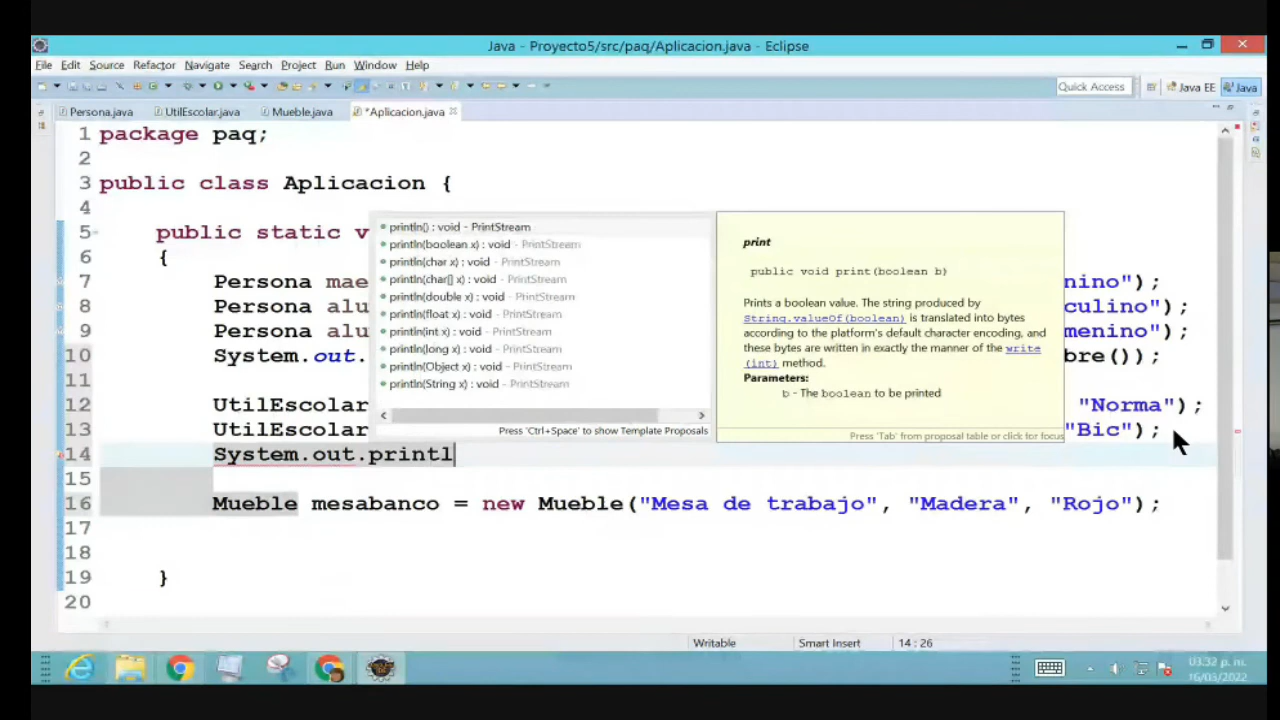 Java - Proyecto5/src/paq/Aplicacion.java - Eclipse
File Edit Source Refactor Navigate Search Project Run Window Help
Quick Access Java EE Java
Persona.java UtilEscolar.java Mueble.java *Aplicacion.java
1 package paq;
2
3 public class Aplicacion {
4
5 public static v
6 {
7 Persona mae nino");
8 Persona alu culino");
9 Persona alu menino");
10 System.out. bre());
11
12 UtilEscolar "Norma");
13 UtilEscolar "Bic");
14 System.out.printl
15
16 Mueble mesabanco = new Mueble("Mesa de trabajo", "Madera", "Rojo");
17
18
19 }
20
println() : void - PrintStream
println(boolean x) : void - PrintStream
println(char x) : void - PrintStream
println(char[] x) : void - PrintStream
println(double x) : void - PrintStream
println(float x) : void - PrintStream
println(int x) : void - PrintStream
println(long x) : void - PrintStream
println(Object x) : void - PrintStream
println(String x) : void - PrintStream
Press 'Ctrl+Space' to show Template Proposals
print
public void print(boolean b)
Prints a boolean value. The string produced by
String.valueOf(boolean) is translated into bytes
according to the platform's default character encoding, and
these bytes are written in exactly the manner of the write
(int) method.
Parameters:
b - The boolean to be printed
Press 'Tab' from proposal table or click for focus
Writable Smart Insert 14 : 26
03:32 p. m.
16/03/2022